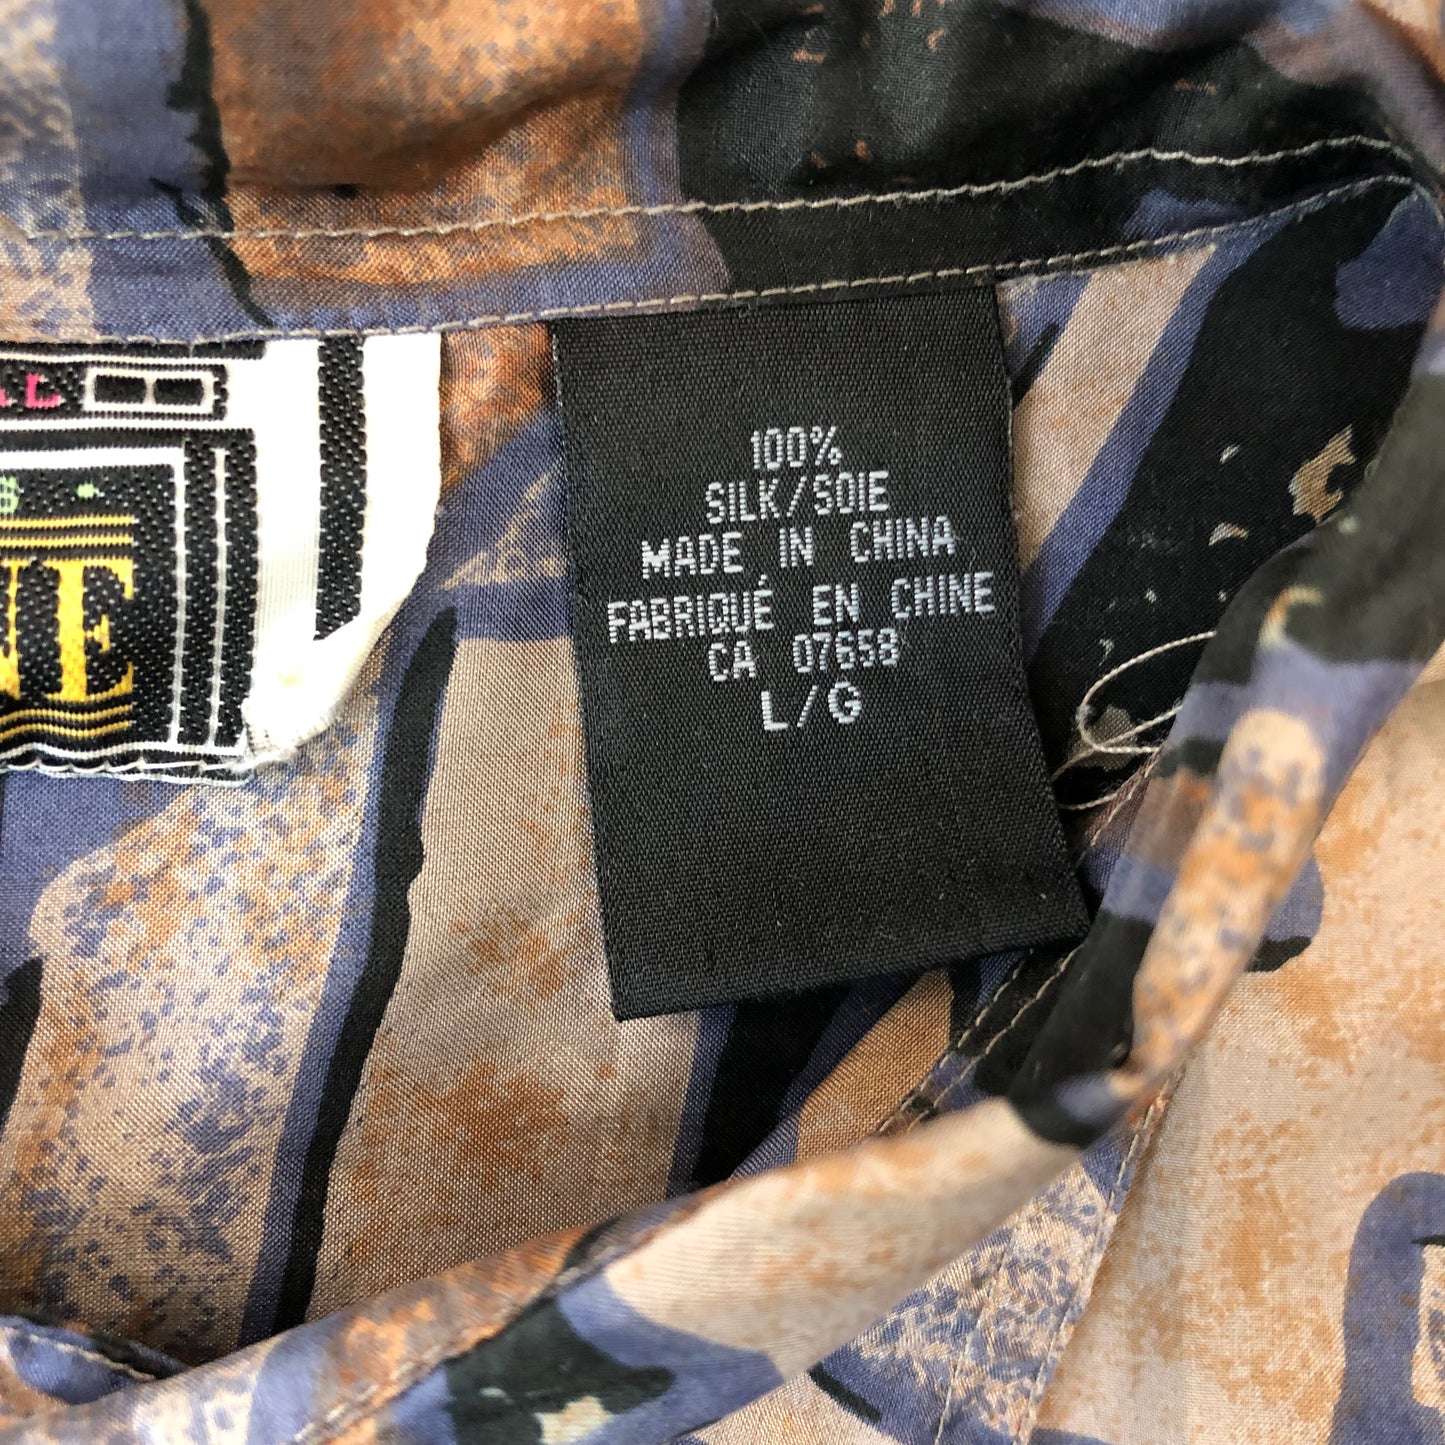 100%
SILK/SOIE
MADE IN CHINA
FABRIQUÉ EN CHINE
CA 07658
L/G